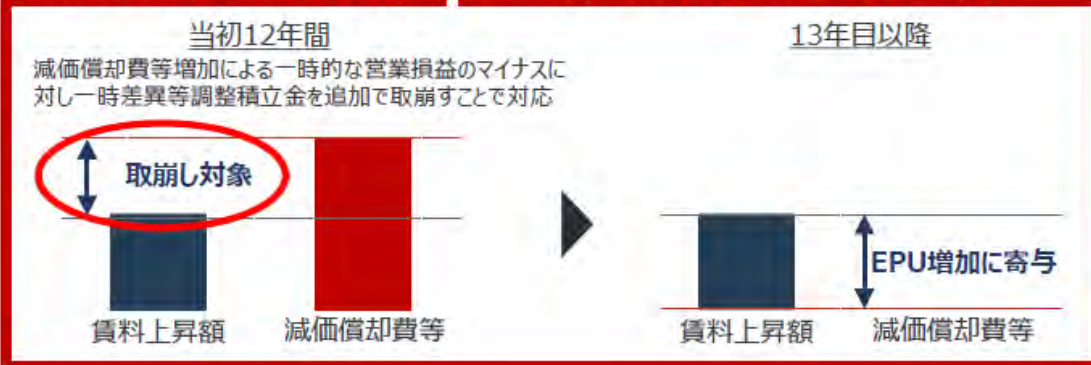 当初12年間
減価償却費等増加による一時的な営業損益のマイナスに
対し一時差異等調整積立金を追加で取崩すことで対応
取崩し対象
賃料上昇額
減価償却費等
13年目以降
EPU増加に寄与
賃料上昇額
減価償却費等